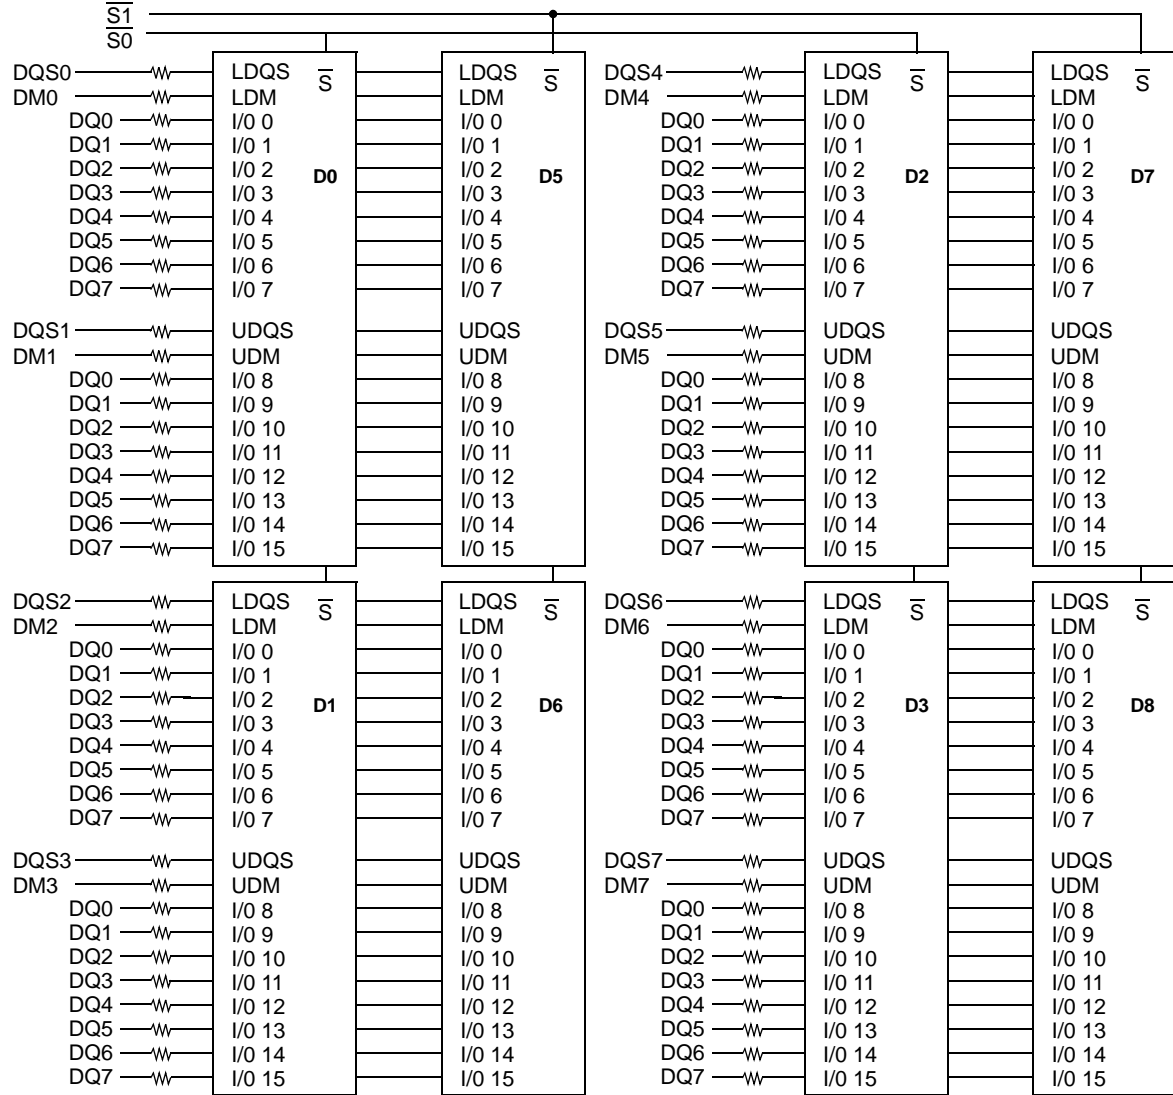 S1
S0
DQS0 LDQS S LDQS S DQS4 LDQS S LDQS S
DM0 LDM LDM DM4 LDM LDM
DQ0 I/0 0 I/0 0 DQ0 I/0 0 I/0 0
DQ1 I/0 1 I/0 1 DQ1 I/0 1 I/0 1
DQ2 I/0 2 D0 I/0 2 D5 DQ2 I/0 2 D2 I/0 2 D7
DQ3 I/0 3 I/0 3 DQ3 I/0 3 I/0 3
DQ4 I/0 4 I/0 4 DQ4 I/0 4 I/0 4
DQ5 I/0 5 I/0 5 DQ5 I/0 5 I/0 5
DQ6 I/0 6 I/0 6 DQ6 I/0 6 I/0 6
DQ7 I/0 7 I/0 7 DQ7 I/0 7 I/0 7
DQS1 UDQS UDQS DQS5 UDQS UDQS
DM1 UDM UDM DM5 UDM UDM
DQ0 I/0 8 I/0 8 DQ0 I/0 8 I/0 8
DQ1 I/0 9 I/0 9 DQ1 I/0 9 I/0 9
DQ2 I/0 10 I/0 10 DQ2 I/0 10 I/0 10
DQ3 I/0 11 I/0 11 DQ3 I/0 11 I/0 11
DQ4 I/0 12 I/0 12 DQ4 I/0 12 I/0 12
DQ5 I/0 13 I/0 13 DQ5 I/0 13 I/0 13
DQ6 I/0 14 I/0 14 DQ6 I/0 14 I/0 14
DQ7 I/0 15 I/0 15 DQ7 I/0 15 I/0 15
DQS2 LDQS S LDQS S DQS6 LDQS S LDQS S
DM2 LDM LDM DM6 LDM LDM
DQ0 I/0 0 I/0 0 DQ0 I/0 0 I/0 0
DQ1 I/0 1 I/0 1 DQ1 I/0 1 I/0 1
DQ2 I/0 2 D1 I/0 2 D6 DQ2 I/0 2 D3 I/0 2 D8
DQ3 I/0 3 I/0 3 DQ3 I/0 3 I/0 3
DQ4 I/0 4 I/0 4 DQ4 I/0 4 I/0 4
DQ5 I/0 5 I/0 5 DQ5 I/0 5 I/0 5
DQ6 I/0 6 I/0 6 DQ6 I/0 6 I/0 6
DQ7 I/0 7 I/0 7 DQ7 I/0 7 I/0 7
DQS3 UDQS UDQS DQS7 UDQS UDQS
DM3 UDM UDM DM7 UDM UDM
DQ0 I/0 8 I/0 8 DQ0 I/0 8 I/0 8
DQ1 I/0 9 I/0 9 DQ1 I/0 9 I/0 9
DQ2 I/0 10 I/0 10 DQ2 I/0 10 I/0 10
DQ3 I/0 11 I/0 11 DQ3 I/0 11 I/0 11
DQ4 I/0 12 I/0 12 DQ4 I/0 12 I/0 12
DQ5 I/0 13 I/0 13 DQ5 I/0 13 I/0 13
DQ6 I/0 14 I/0 14 DQ6 I/0 14 I/0 14
DQ7 I/0 15 I/0 15 DQ7 I/0 15 I/0 15